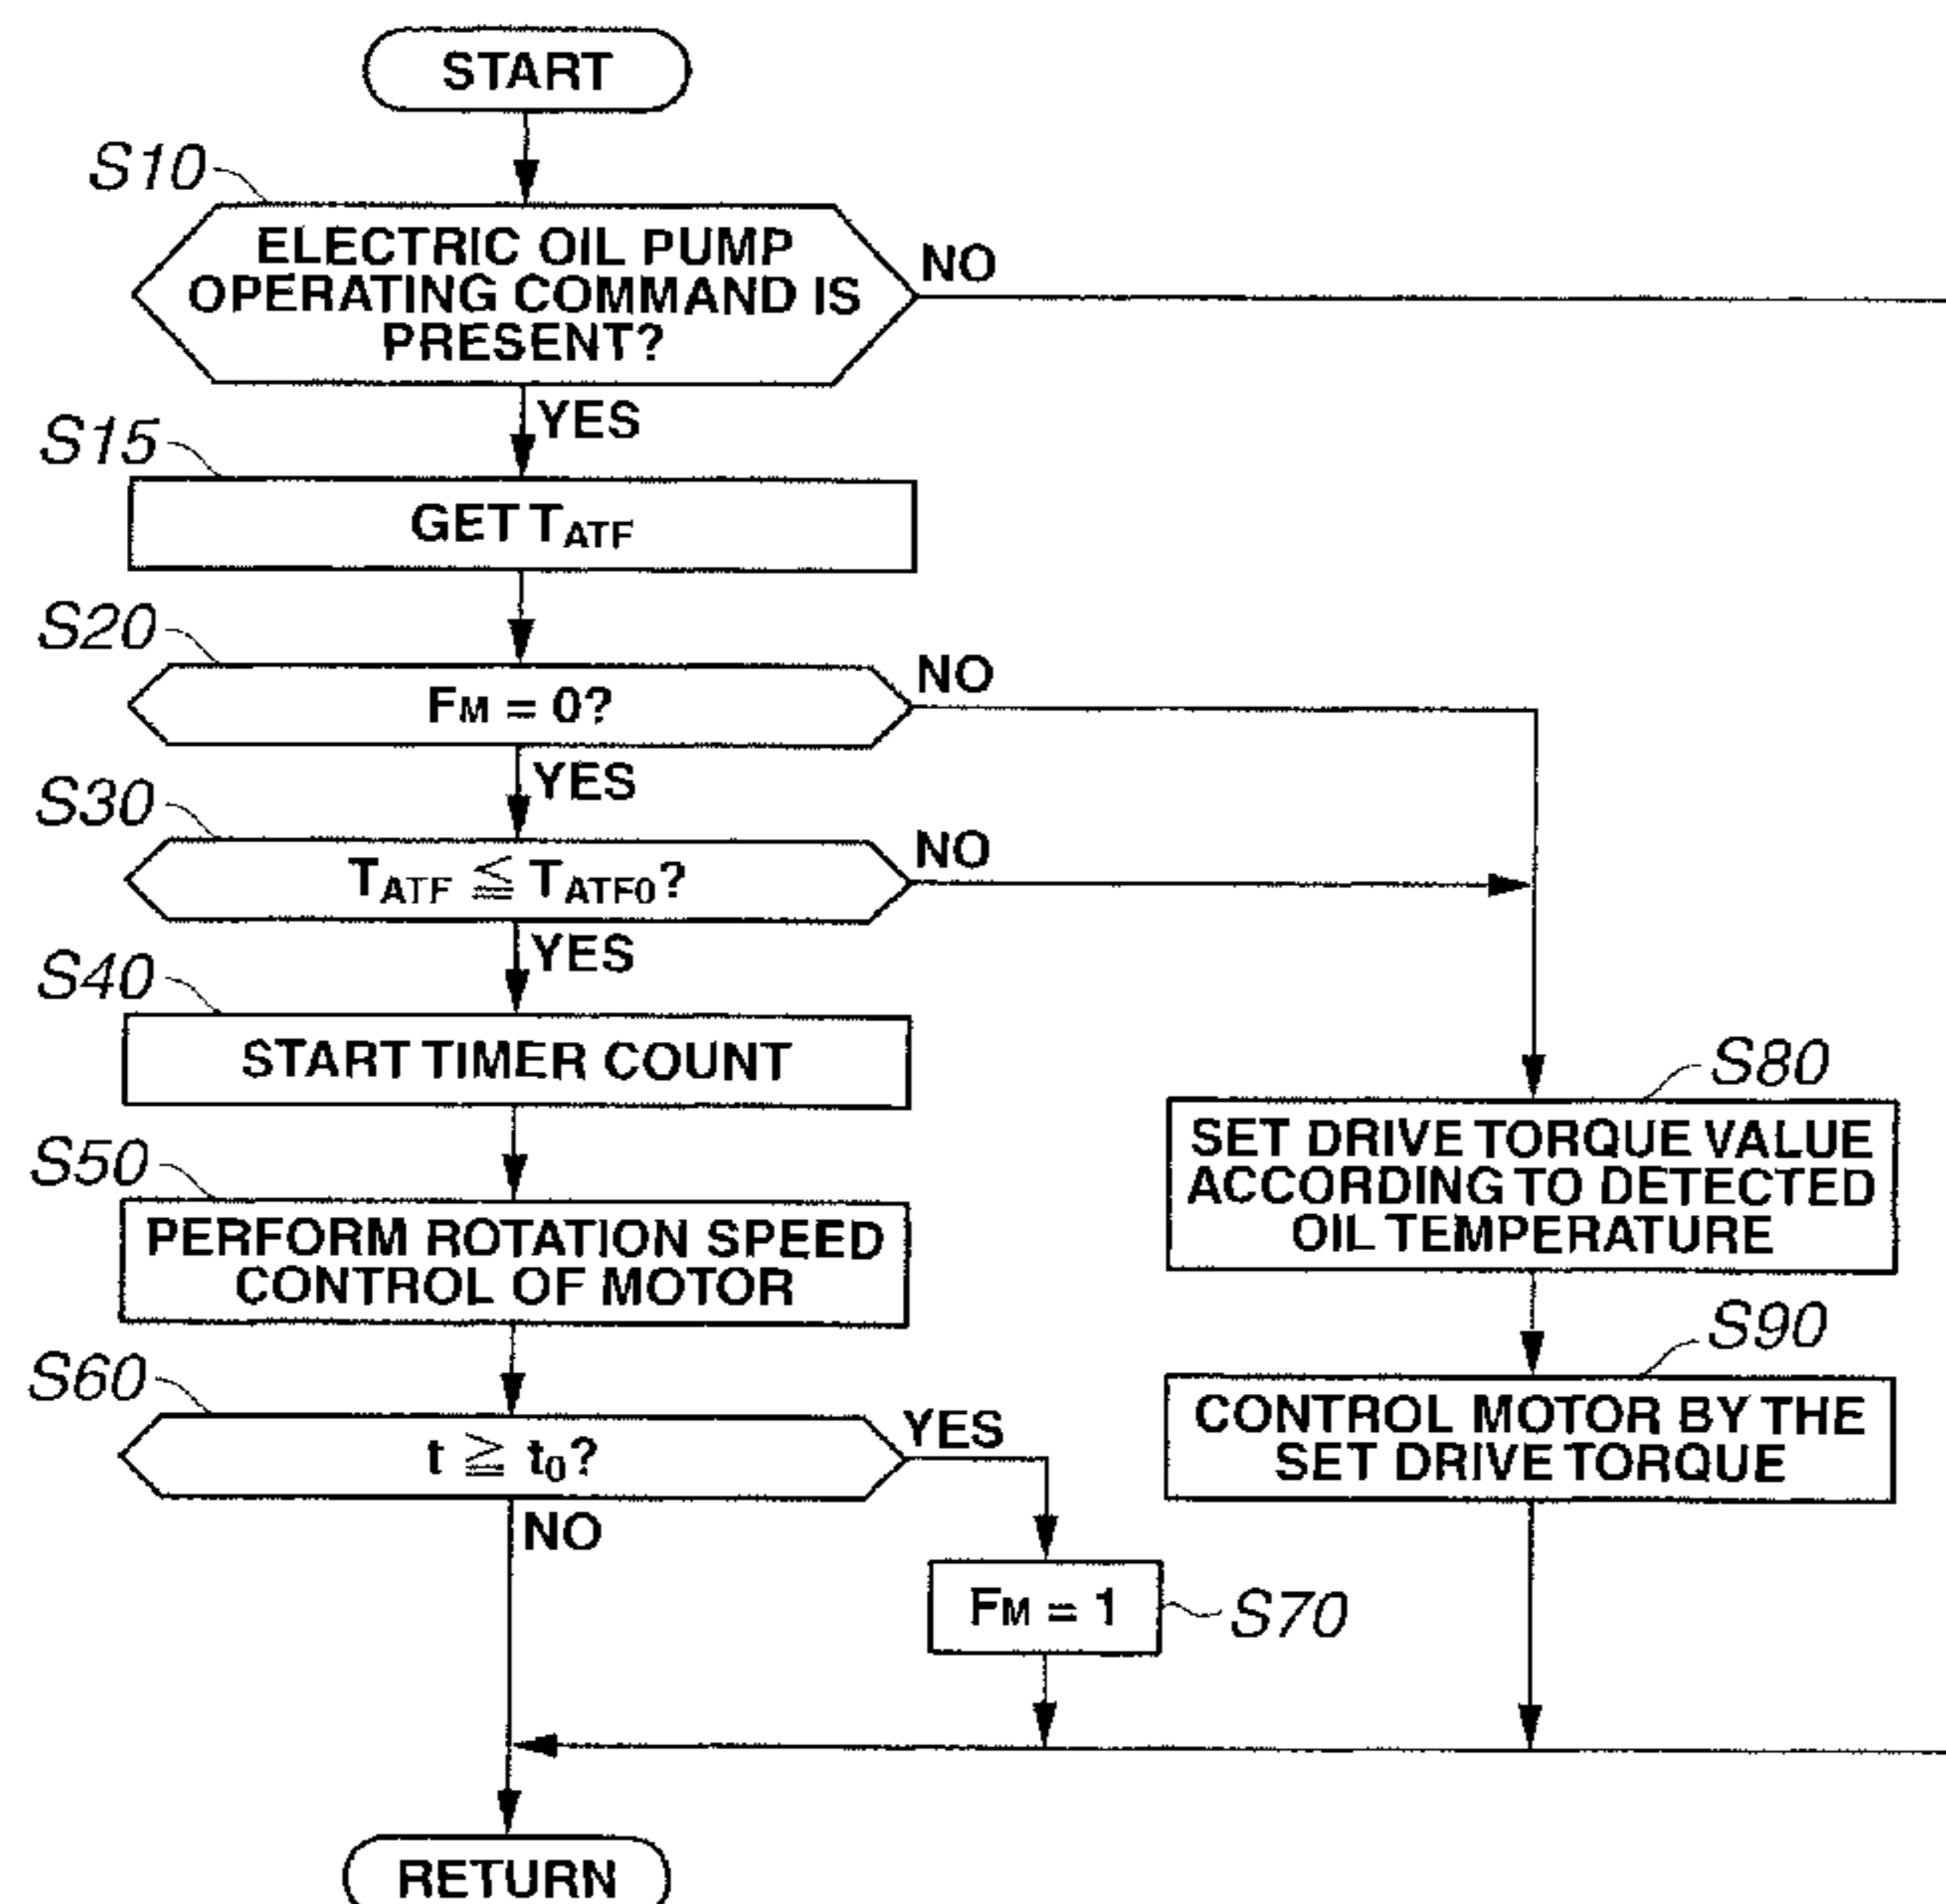 START
S10
ELECTRIC OIL PUMP
OPERATING COMMAND IS
PRESENT?
NO
YES
S15
GET TATF
S20
FM = 0?
NO
YES
S30
TATF ≦ TATF0?
NO
YES
S40
START TIMER COUNT
S80
SET DRIVE TORQUE VALUE
ACCORDING TO DETECTED
OIL TEMPERATURE
S50
PERFORM ROTATION SPEED
CONTROL OF MOTOR
S90
CONTROL MOTOR BY THE
SET DRIVE TORQUE
S60
t ≧ t0?
YES
NO
FM = 1
S70
RETURN